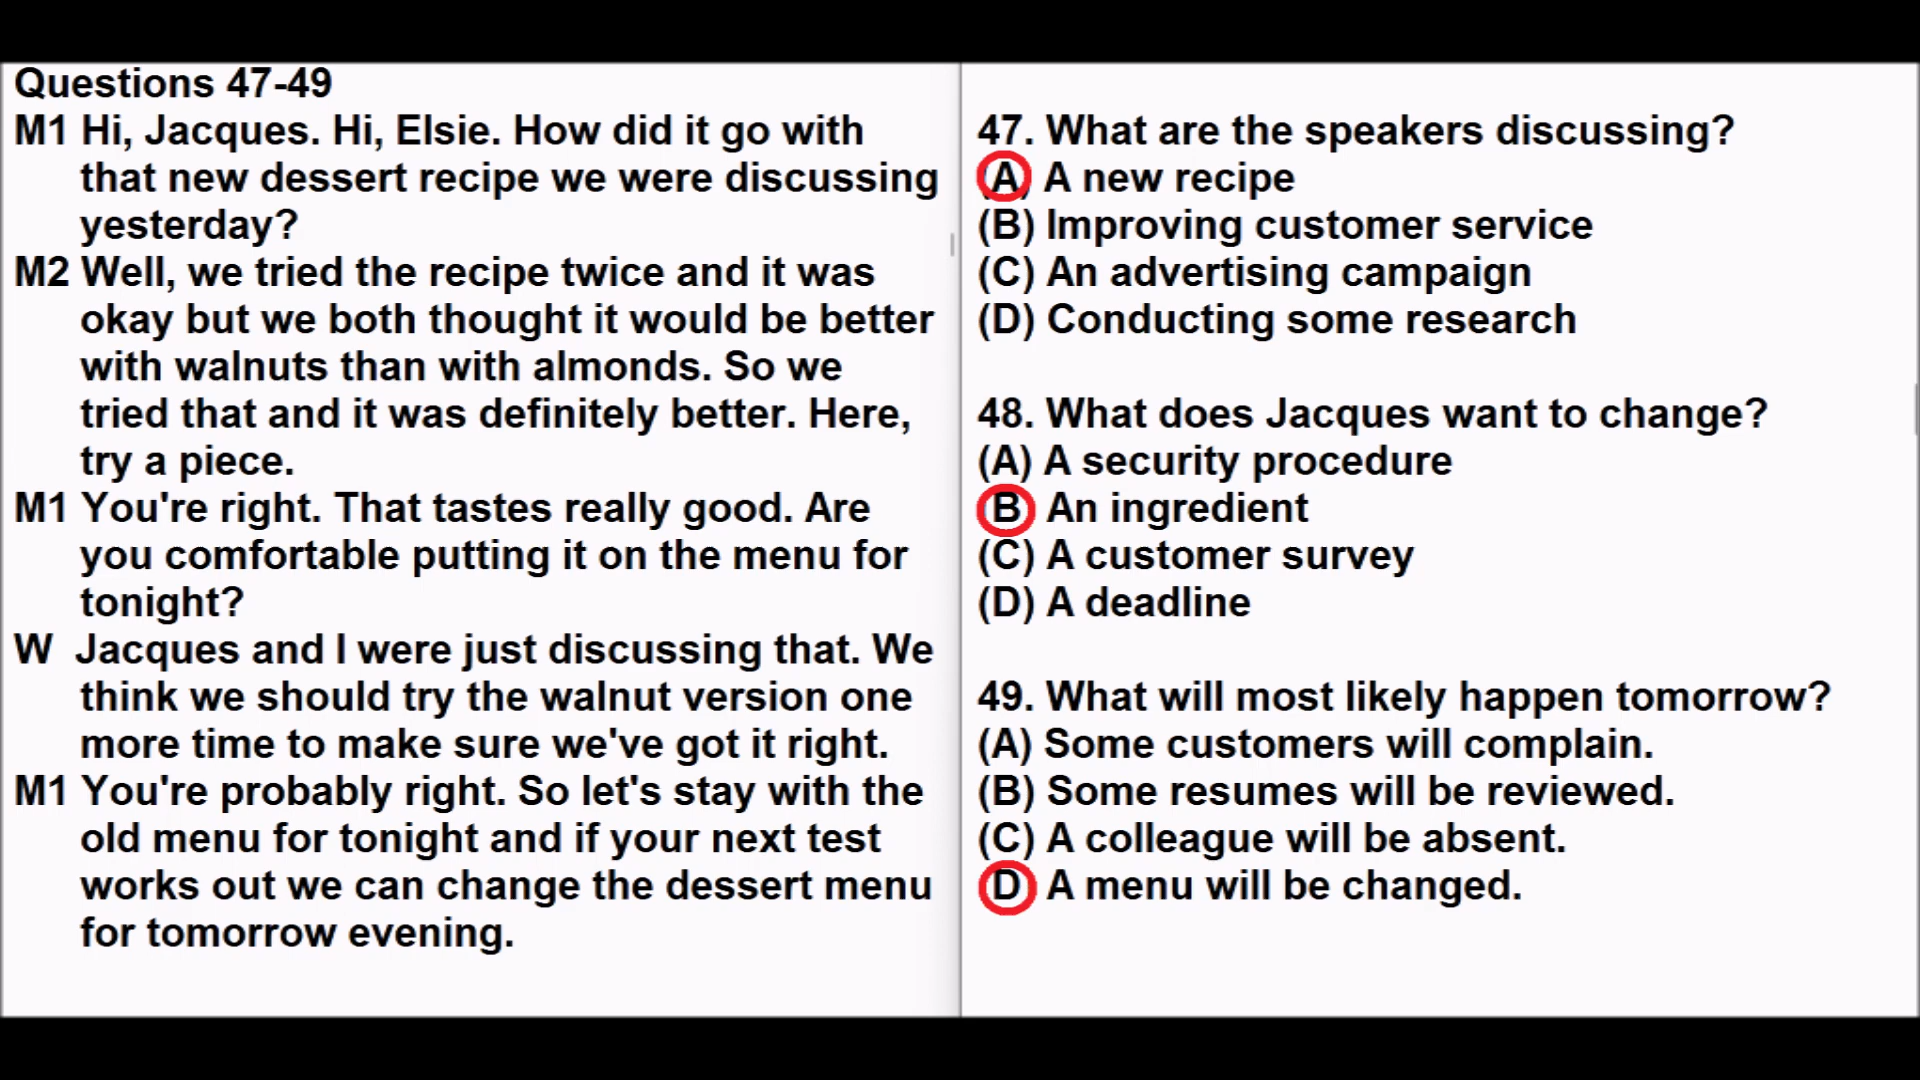 Questions 47-49
M1 Hi, Jacques. Hi, Elsie. How did it go with
that new dessert recipe we were discussing
yesterday?
M2 Well, we tried the recipe twice and it was
okay but we both thought it would be better
with walnuts than with almonds. So we
tried that and it was definitely better. Here,
try a piece.
M1 You're right. That tastes really good. Are
you comfortable putting it on the menu for
tonight?
W Jacques and I were just discussing that. We
think we should try the walnut version one
more time to make sure we've got it right.
M1 You're probably right. So let's stay with the
old menu for tonight and if your next test
works out we can change the dessert menu
for tomorrow evening.
47. What are the speakers discussing?
(A) A new recipe
(B) Improving customer service
(C) An advertising campaign
(D) Conducting some research
48. What does Jacques want to change?
(A) A security procedure
(B) An ingredient
(C) A customer survey
(D) A deadline
49. What will most likely happen tomorrow?
(A) Some customers will complain.
(B) Some resumes will be reviewed.
(C) A colleague will be absent.
(D) A menu will be changed.